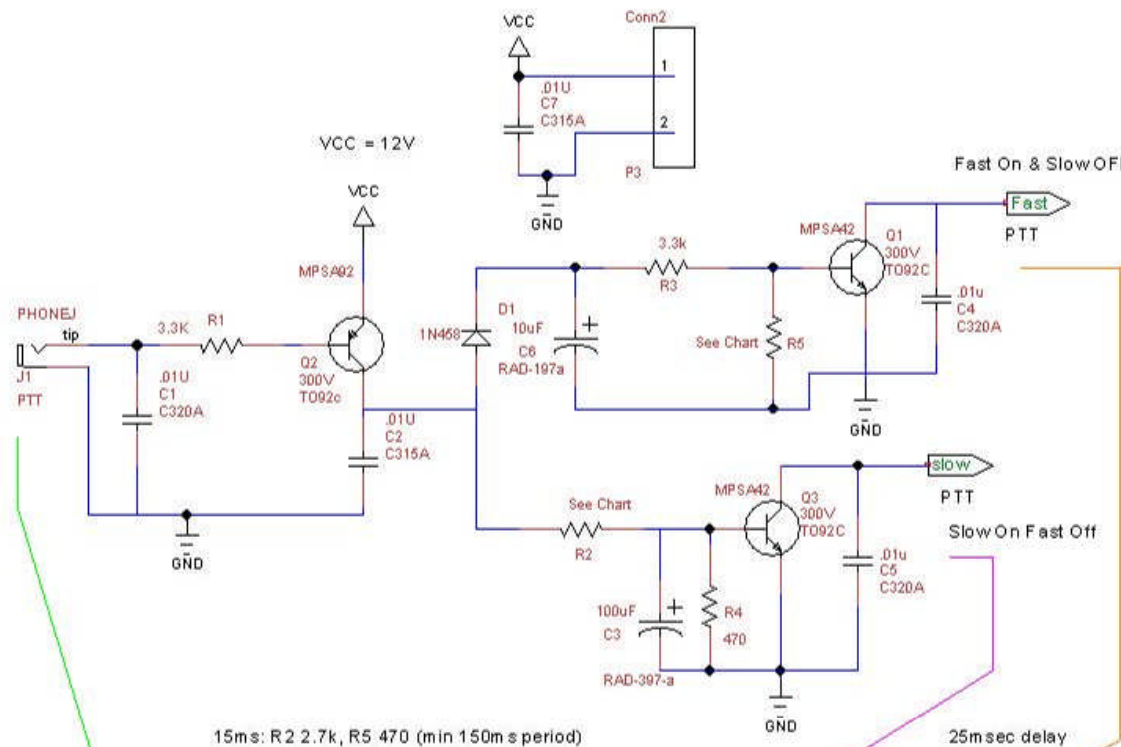 VCC
Conn2
1
.01U
C7
C315A
2
P3
GND
VCC = 12V
VCC
MPSA92
Q2
300V
TO92c
PHONEJ
tip
J1
PTT
3.3K
R1
.01U
C1
C320A
GND
.01U
C2
C315A
1N458
D1
10uF
C6
RAD-197a
3.3k
R3
See Chart
R5
MPSA42
Q1
300V
TO92C
Fast On & Slow OFF
Fast
PTT
.01u
C4
C320A
GND
See Chart
R2
MPSA42
Q3
300V
TO92C
slow
PTT
Slow On Fast Off
.01u
C5
C320A
100uF
C3
RAD-397-a
R4
470
GND
15ms: R2 2.7k, R5 470 (min 150ms period)
25msec delay